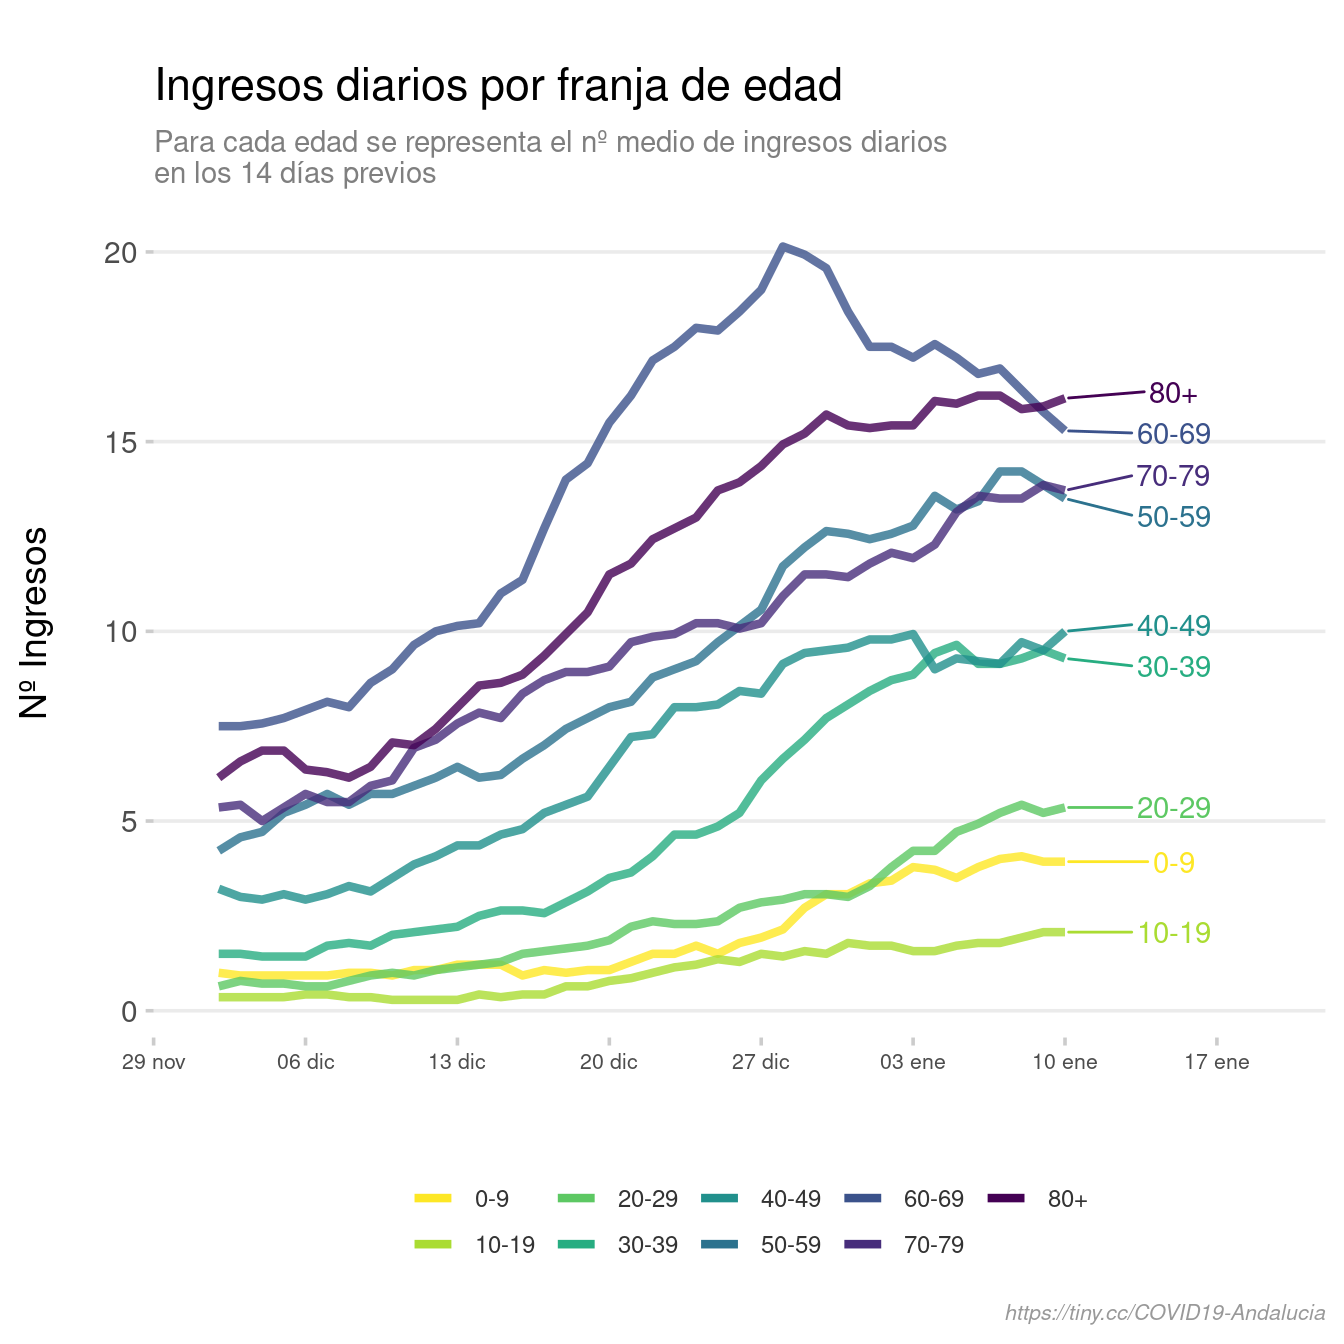 Ingresos diarios por franja de edad
Para cada edad se representa el nº medio de ingresos diarios
en los 14 días previos
Nº Ingresos
20
15
10
5
0
80+
60-69
70-79
50-59
40-49
30-39
20-29
0-9
10-19
29 nov 06 dic 13 dic 20 dic 27 dic 03 ene 10 ene 17 ene
0-9 20-29 40-49 60-69 80+
10-19 30-39 50-59 70-79
https://tiny.cc/COVID19-Andalucia